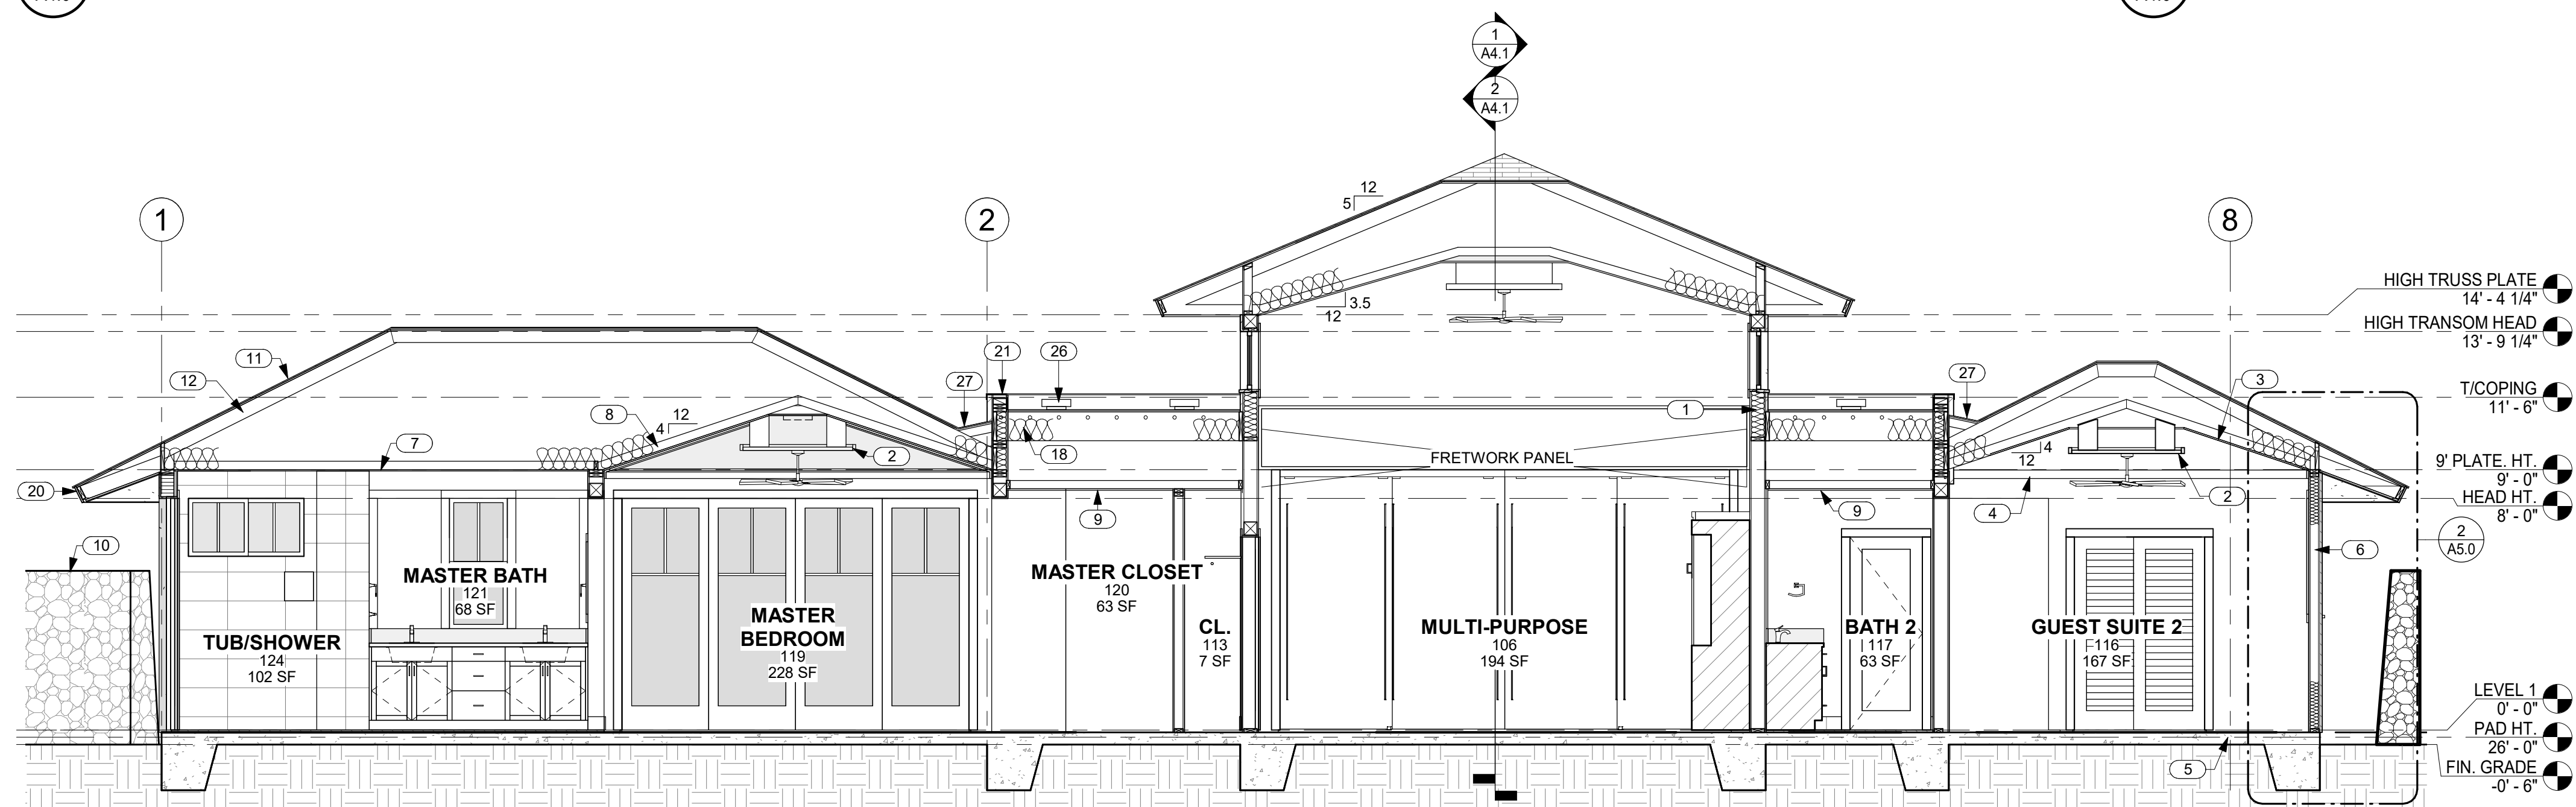 1
A4.1
2
A4.1
12
5
1
2
8
HIGH TRUSS PLATE
14' - 4 1/4"
3.5
12
HIGH TRANSOM HEAD
13' - 9 1/4"
11
21
26
12
27
27
3
T/COPING
11' - 6"
8
12
4
1
7
2
18
FRETWORK PANEL
4
12
9' PLATE. HT.
9' - 0"
20
9
9
4
2
HEAD HT.
8' - 0"
10
6
2
A5.0
MASTER BATH
121
68 SF
MASTER CLOSET
120
63 SF
TUB/SHOWER
124
102 SF
MASTER
BEDROOM
119
228 SF
CL.
113
7 SF
MULTI-PURPOSE
106
194 SF
BATH 2
117
63 SF
GUEST SUITE 2
116
167 SF
LEVEL 1
0' - 0"
PAD HT.
26' - 0"
5
FIN. GRADE
-0' - 6"